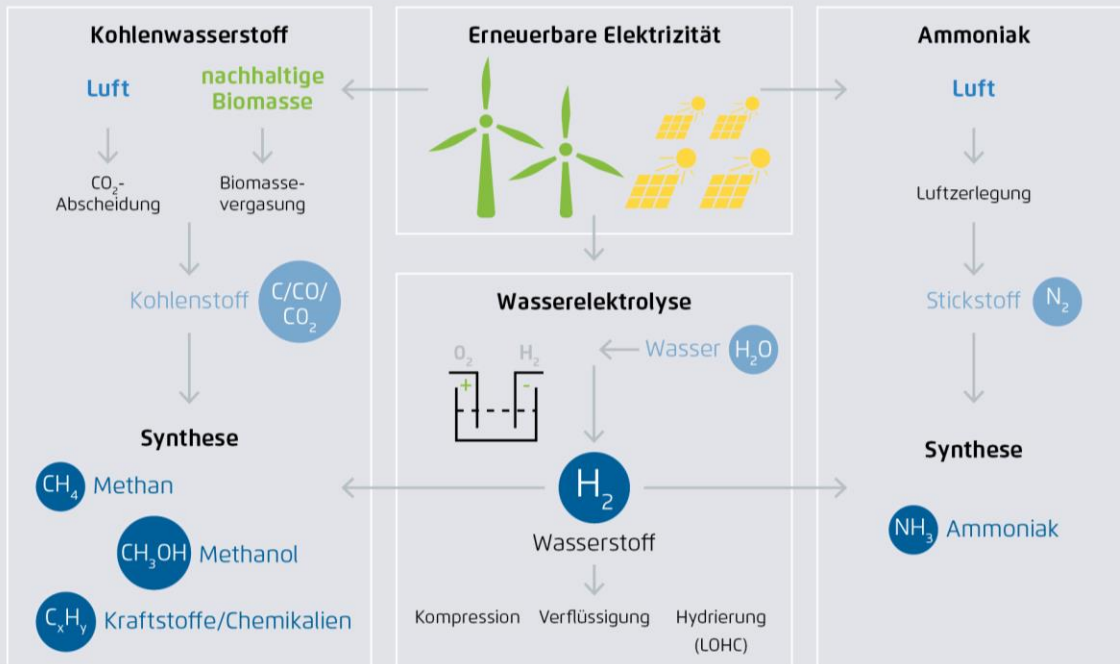 Kohlenwasserstoff
Luft
nachhaltige
Biomasse
CO₂-
Abscheidung
Biomasse-
vergasung
Kohlenstoff
C/CO/
CO₂
Synthese
CH₄ Methan
CH₃OH Methanol
CₓHᵧ Kraftstoffe/Chemikalien
Erneuerbare Elektrizität
Wasserelektrolyse
Wasser H₂O
O₂ H₂
+ -
H₂
Wasserstoff
Kompression Verflüssigung Hydrierung
(LOHC)
Ammoniak
Luft
Luftzerlegung
Stickstoff N₂
Synthese
NH₃ Ammoniak